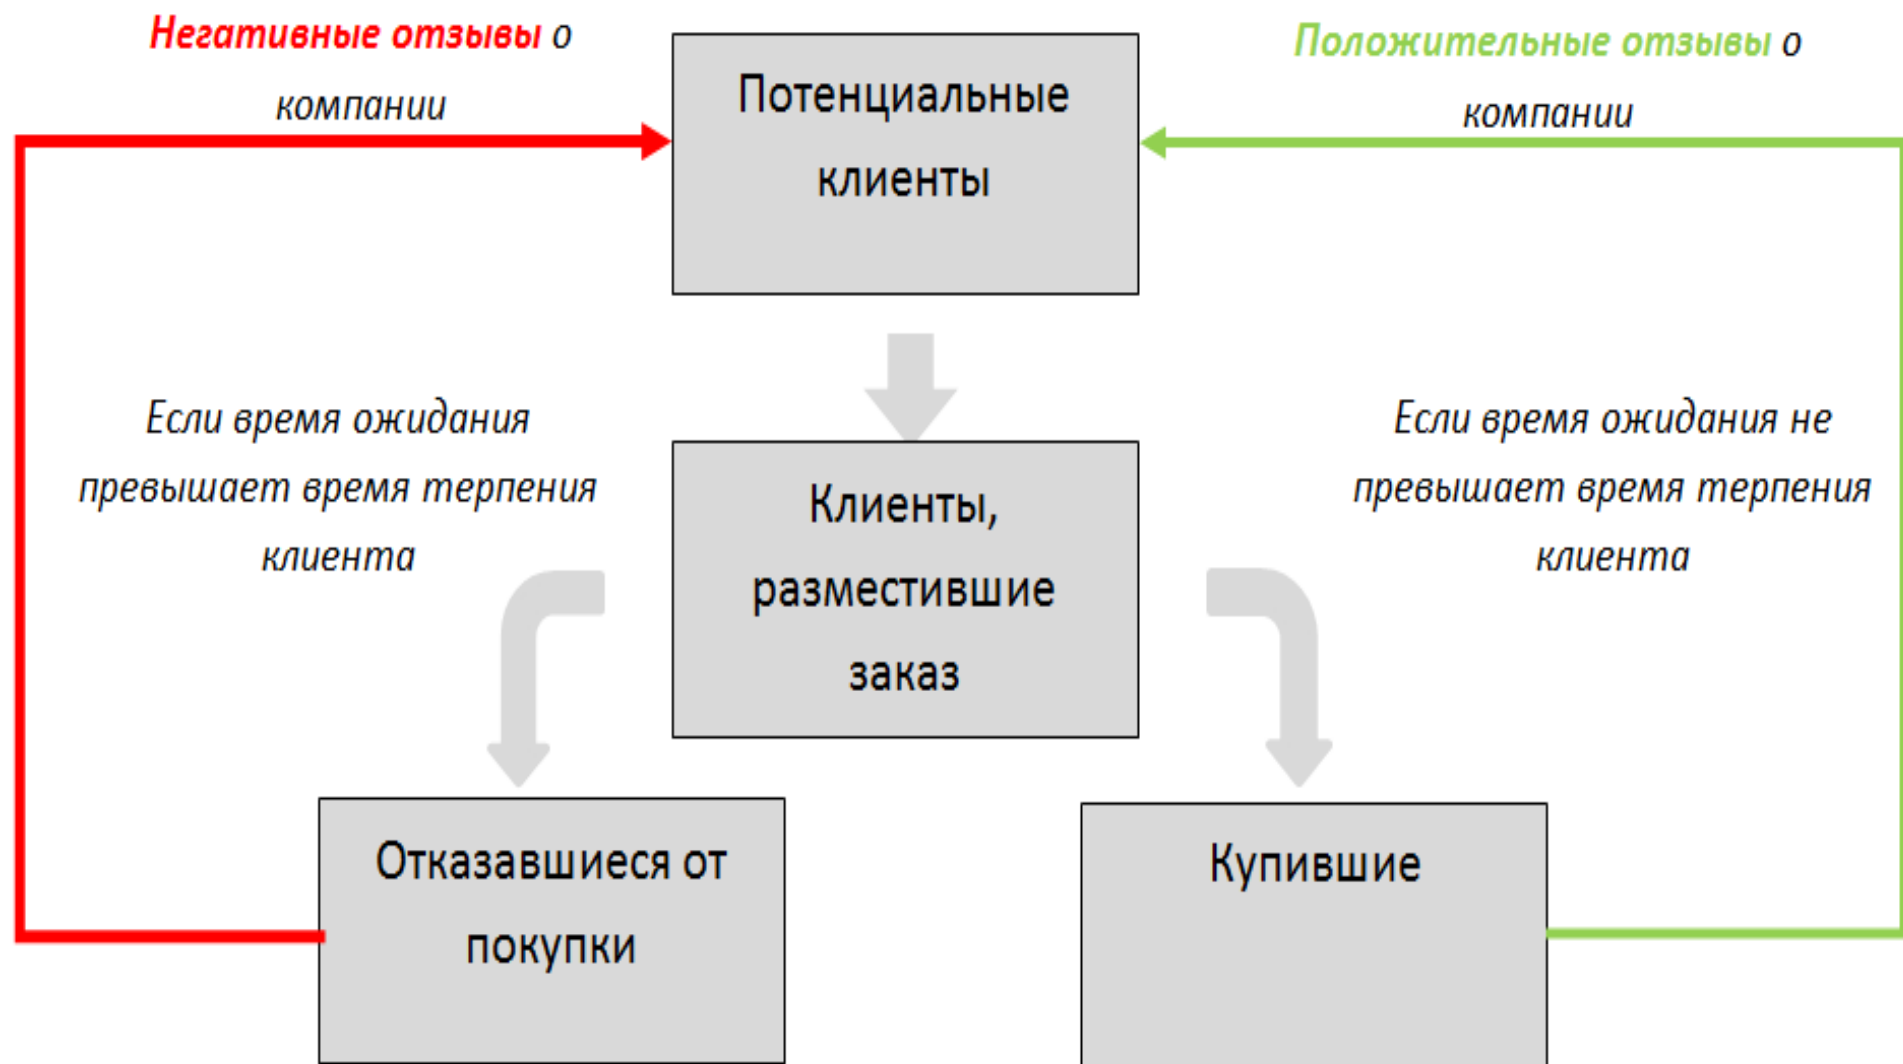 Негативные отзывы о
компании
Потенциальные
клиенты
Положительные отзывы о
компании
Если время ожидания
превышает время терпения
клиента
Клиенты,
разместившие
заказ
Если время ожидания не
превышает время терпения
клиента
Отказавшиеся от
покупки
Купившие